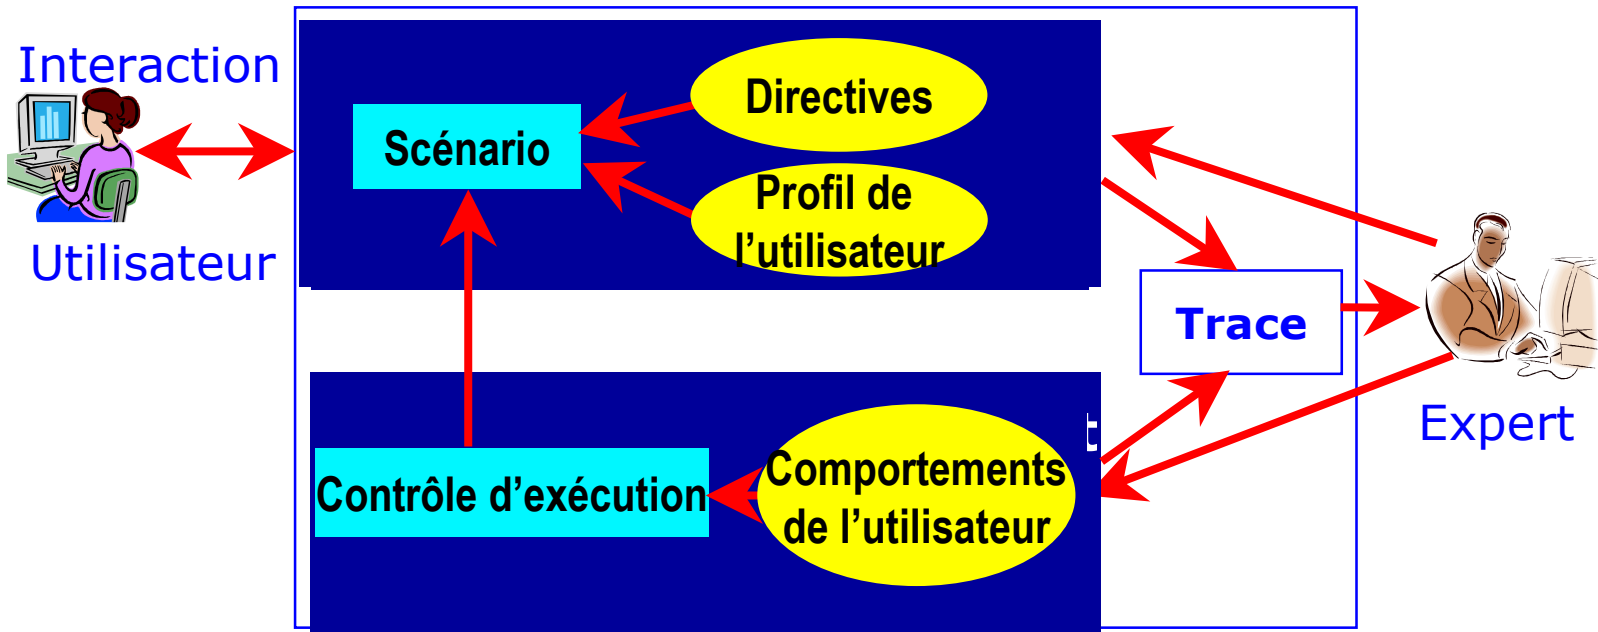 Interaction
Utilisateur
Directives
Scénario
Profil de
l’utilisateur
Trace
Expert
Contrôle d’exécution
Comportements
de l’utilisateur
t